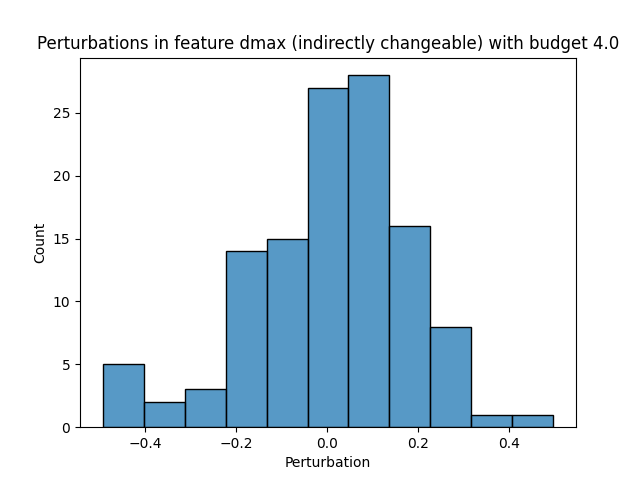 Perturbations in feature dmax (indirectly changeable) with budget 4.0
Count
25
20
15
10
5
0
−0.4 −0.2 0.0 0.2 0.4
Perturbation